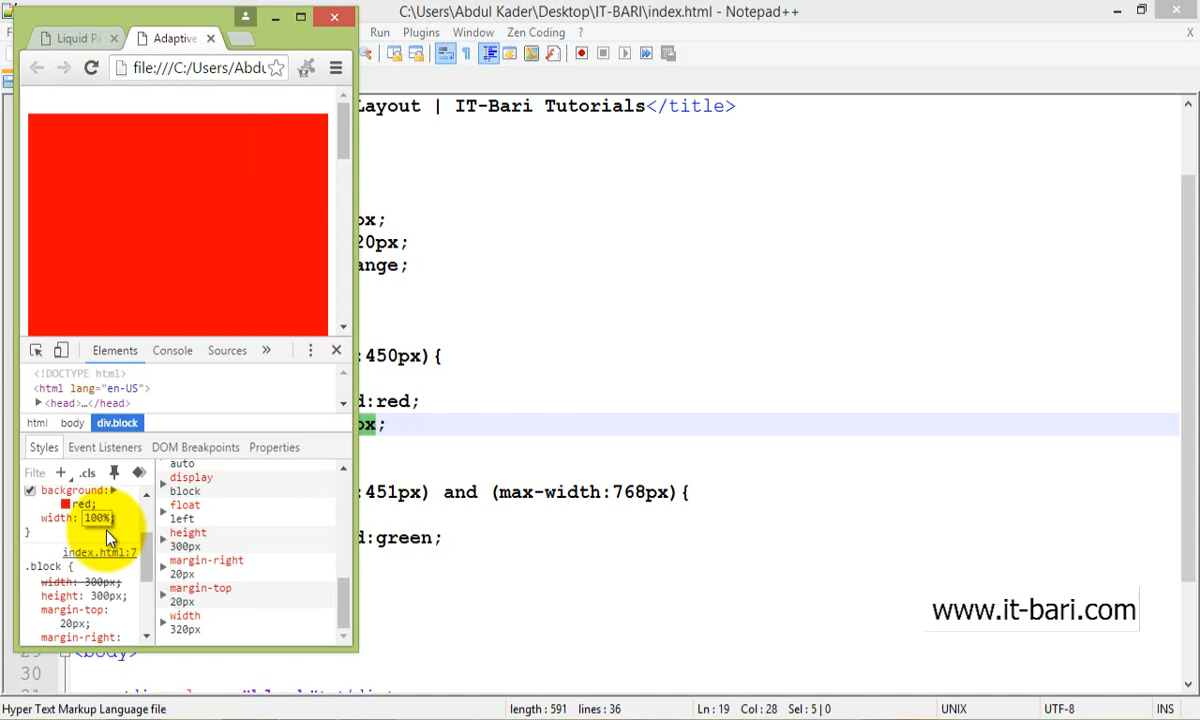 C:\Users\Abdul Kader\Desktop\IT-BARI\index.html - Notepad++
Run Plugins Window Zen Coding ? X
Liquid Adaptive
file:///C:/Users/Abdu
Layout | IT-Bari Tutorials</title>
px;
20px;
ange;
:450px){
d:red;
px;
:451px) and (max-width:768px){
d:green;
Elements Console Sources »
<!DOCTYPE html>
<html lang="en-US">
<head>…</head>
html body div.block
Styles Event Listeners DOM Breakpoints Properties
Filte + .cls
background:
red;
width: 100%;
}
index.html:7
.block {
width: 300px;
height: 300px;
margin-top:
20px;
margin-right:
auto
display
block
float
left
height
300px
margin-right
20px
margin-top
20px
width
320px
www.it-bari.com
<body>
30
Hyper Text Markup Language file length : 591 lines : 36 Ln : 19 Col : 28 Sel : 5 | 0 UNIX UTF-8 INS